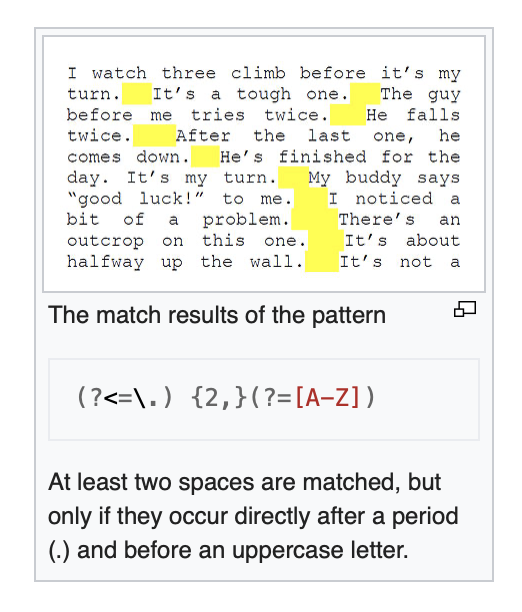 I watch three climb before it’s my
turn.  It’s a tough one.  The guy
before me tries twice.  He falls
twice.  After the last one, he
comes down.  He’s finished for the
day. It’s my turn.  My buddy says
“good luck!” to me.  I noticed a
bit of a problem.  There’s an
outcrop on this one.  It’s about
halfway up the wall.  It’s not a
The match results of the pattern
(?<=\.) {2,}(?=[A-Z])
At least two spaces are matched, but
only if they occur directly after a period
(.) and before an uppercase letter.